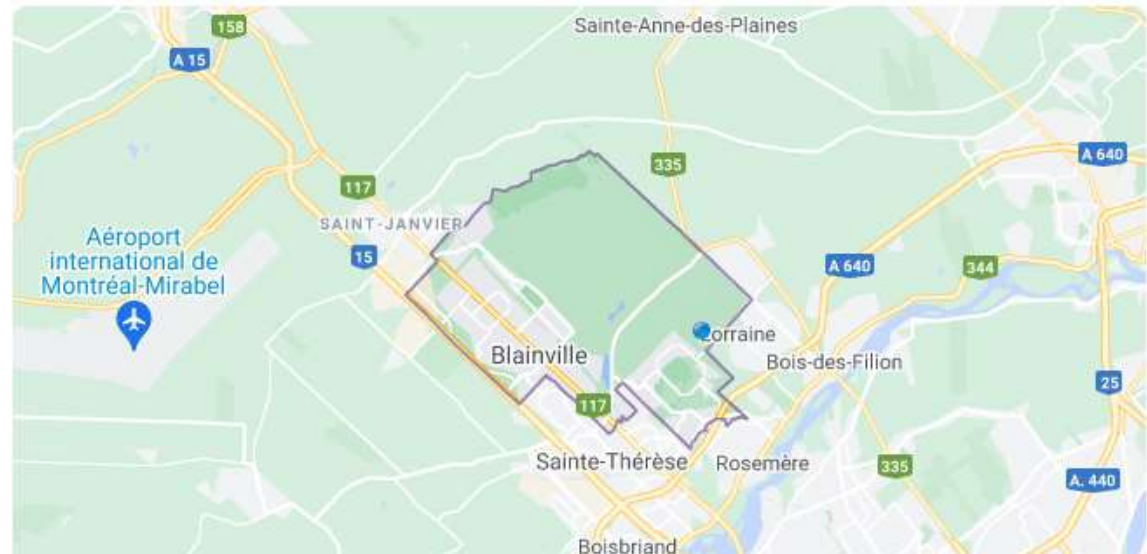 158
Sainte-Anne-des-Plaines
A 15
A 640
335
117
SAINT-JANVIER
Aéroport
international de
Montréal-Mirabel
15
A 640
344
Lorraine
Blainville
Bois-des-Filion
25
117
Sainte-Thérèse
Rosemère
335
A. 440
Boisbriand